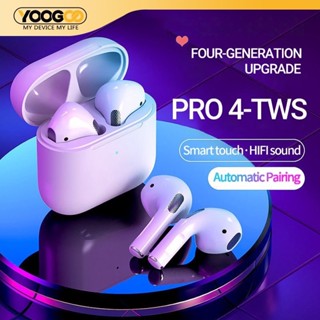 YOOGOO
MY DEVICE MY LIFE
FOUR-GENERATION
UPGRADE
PRO 4-TWS
Smart touch · HIFI sound
Automatic Pairing